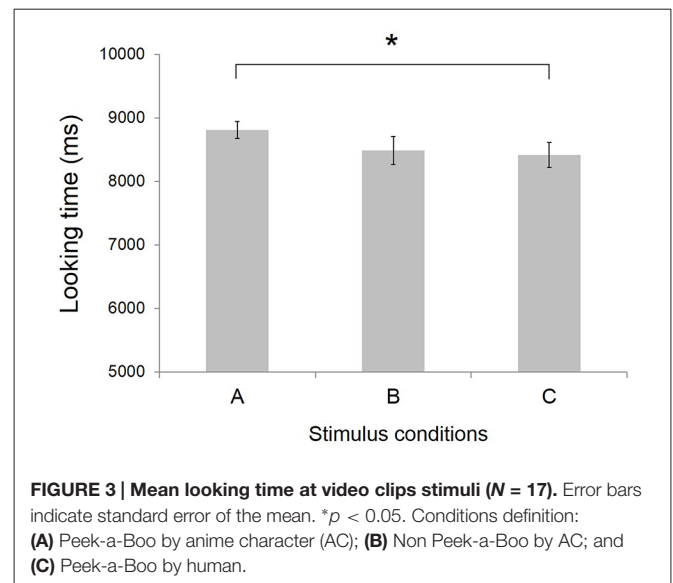 *
10000
9000
8000
7000
6000
5000
Looking time (ms)
A B C
Stimulus conditions
FIGURE 3 | Mean looking time at video clips stimuli (N = 17). Error bars
indicate standard error of the mean. *p < 0.05. Conditions definition:
(A) Peek-a-Boo by anime character (AC); (B) Non Peek-a-Boo by AC; and
(C) Peek-a-Boo by human.